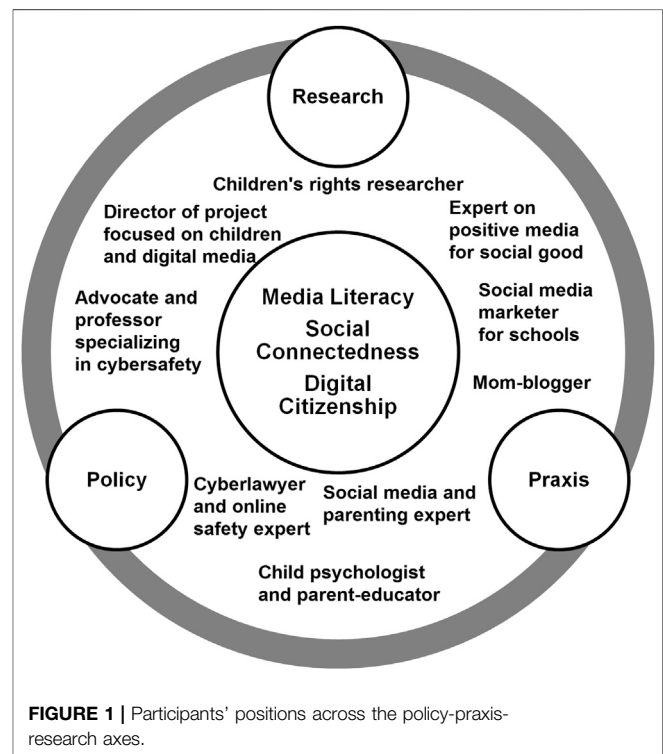 Research
Children's rights researcher
Director of project
focused on children
and digital media
Expert on
positive media
for social good
Advocate and
professor
specializing
in cybersafety
Media Literacy
Social
Connectedness
Digital
Citizenship
Social media
marketer
for schools
Mom-blogger
Policy
Cyberlawyer
and online
safety expert
Social media and
parenting expert
Praxis
Child psychologist
and parent-educator
FIGURE 1 | Participants' positions across the policy-praxis-
research axes.